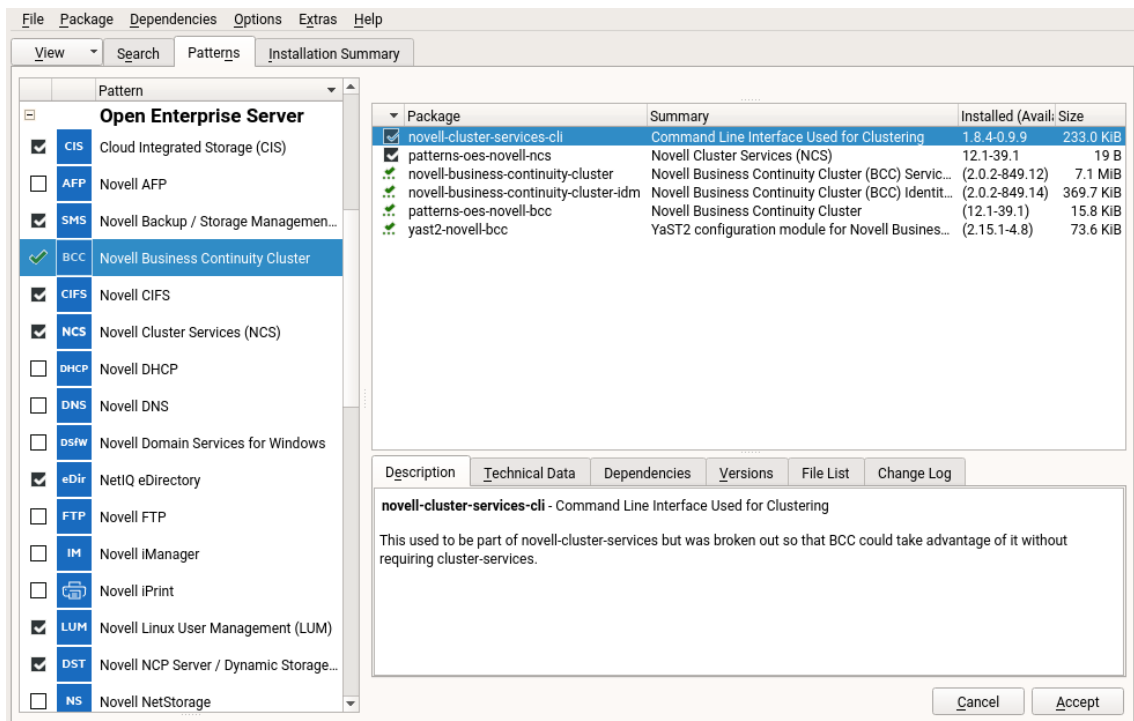 File Package Dependencies Options Extras Help
View Search Patterns Installation Summary
Pattern
Open Enterprise Server
CIS Cloud Integrated Storage (CIS)
AFP Novell AFP
SMS Novell Backup / Storage Managemen...
BCC Novell Business Continuity Cluster
CIFS Novell CIFS
NCS Novell Cluster Services (NCS)
DHCP Novell DHCP
DNS Novell DNS
DSfW Novell Domain Services for Windows
eDir NetIQ eDirectory
FTP Novell FTP
IM Novell iManager
Novell iPrint
LUM Novell Linux User Management (LUM)
DST Novell NCP Server / Dynamic Storage...
NS Novell NetStorage
Package Summary Installed (Avail Size
novell-cluster-services-cli Command Line Interface Used for Clustering 1.8.4-0.9.9 233.0 KiB
patterns-oes-novell-ncs Novell Cluster Services (NCS) 12.1-39.1 19 B
novell-business-continuity-cluster Novell Business Continuity Cluster (BCC) Servic... (2.0.2-849.12) 7.1 MiB
novell-business-continuity-cluster-idm Novell Business Continuity Cluster (BCC) Identit... (2.0.2-849.14) 369.7 KiB
patterns-oes-novell-bcc Novell Business Continuity Cluster (12.1-39.1) 15.8 KiB
yast2-novell-bcc YaST2 configuration module for Novell Busines... (2.15.1-4.8) 73.6 KiB
Description Technical Data Dependencies Versions File List Change Log
novell-cluster-services-cli - Command Line Interface Used for Clustering
This used to be part of novell-cluster-services but was broken out so that BCC could take advantage of it without
requiring cluster-services.
Cancel Accept